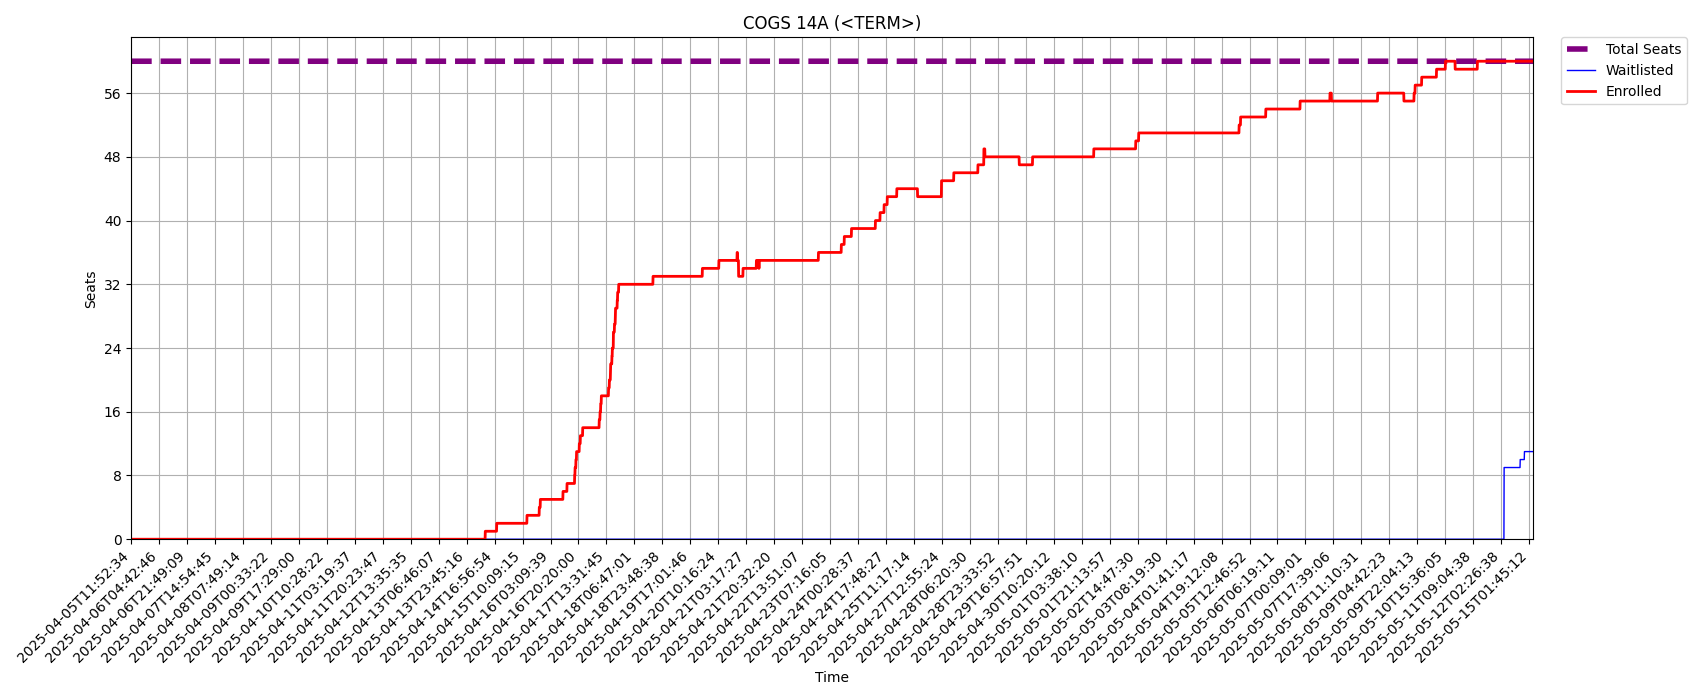 COGS 14A (<TERM>)
Total Seats
Waitlisted
Enrolled
Seats
56
48
40
32
24
16
8
0
2025-04-05T11:52:34
2025-04-06T04:42:46
2025-04-06T21:49:09
2025-04-07T14:54:45
2025-04-08T07:49:14
2025-04-09T00:33:22
2025-04-09T17:29:00
2025-04-10T10:28:22
2025-04-11T03:19:37
2025-04-11T20:23:47
2025-04-12T13:35:35
2025-04-13T06:46:07
2025-04-13T23:45:16
2025-04-14T16:56:54
2025-04-15T10:09:15
2025-04-16T03:09:39
2025-04-16T20:20:00
2025-04-17T13:31:45
2025-04-18T06:47:01
2025-04-18T23:48:38
2025-04-19T17:01:46
2025-04-20T10:16:24
2025-04-21T03:17:27
2025-04-21T20:32:20
2025-04-22T13:51:07
2025-04-23T07:16:05
2025-04-24T00:28:37
2025-04-24T17:48:27
2025-04-25T11:17:14
2025-04-27T12:55:24
2025-04-28T06:20:30
2025-04-28T23:33:52
2025-04-29T16:57:51
2025-04-30T10:20:12
2025-05-01T03:38:10
2025-05-01T21:13:57
2025-05-02T14:47:30
2025-05-03T08:19:30
2025-05-04T01:41:17
2025-05-04T19:12:08
2025-05-05T12:46:52
2025-05-06T06:19:11
2025-05-07T00:09:01
2025-05-07T17:39:06
2025-05-08T11:10:31
2025-05-09T04:42:23
2025-05-09T22:04:13
2025-05-10T15:36:05
2025-05-11T09:04:38
2025-05-12T02:26:38
2025-05-15T01:45:12
Time